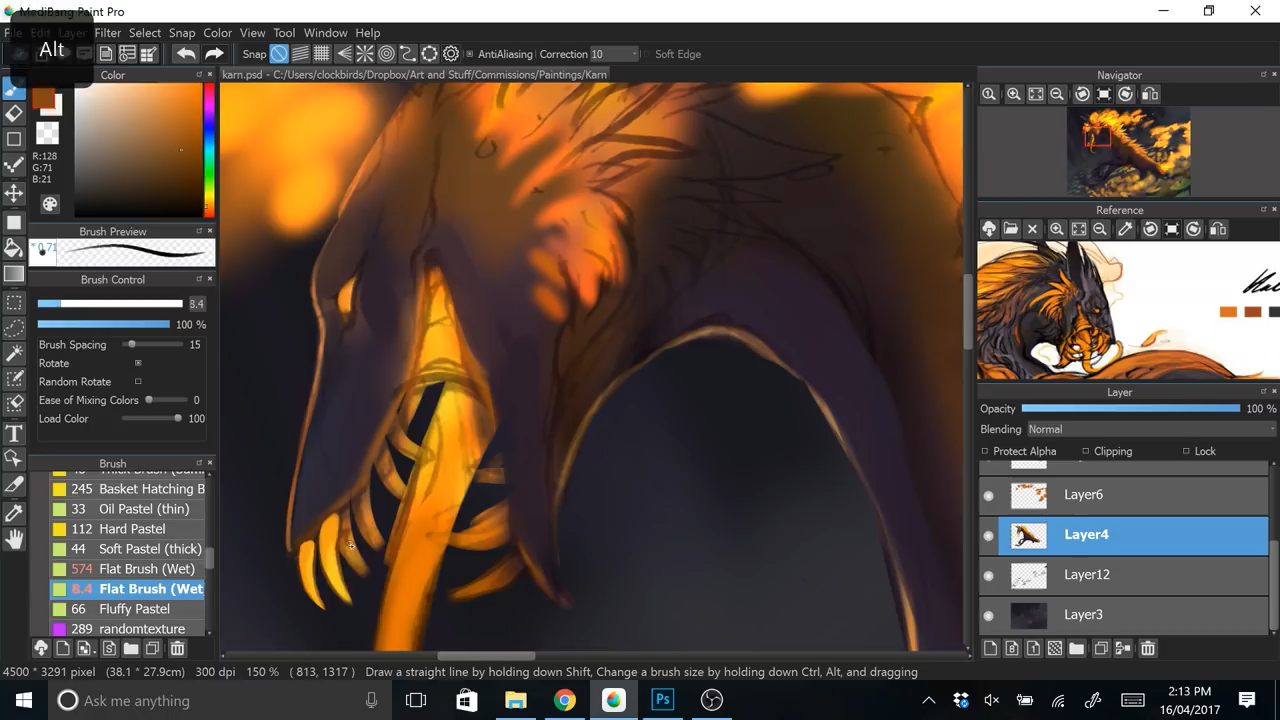 MediBang Paint Pro
File Edit Layer Filter Select Snap Color View Tool Window Help
Alt
Snap AntiAliasing Correction 10 Soft Edge
Color
karn.psd - C:/Users/clockbirds/Dropbox/Art and Stuff/Commissions/Paintings/Karn
Navigator
R:128
G:71
B:21
Brush Preview
* 0.71
Reference
Brush Control
8.4
100 %
Brush Spacing 15
Rotate
Random Rotate
Ease of Mixing Colors 0
Load Color 100
Layer
Opacity 100 %
Blending Normal
Protect Alpha Clipping Lock
Layer6
Layer4
Layer12
Layer3
Brush
245 Basket Hatching B
33 Oil Pastel (thin)
112 Hard Pastel
44 Soft Pastel (thick)
574 Flat Brush (Wet)
8.4 Flat Brush (Wet
66 Fluffy Pastel
289 randomtexture
4500 * 3291 pixel (38.1 * 27.9cm) 300 dpi 150 % ( 813, 1317 ) Draw a straight line by holding down Shift, Change a brush size by holding down Ctrl, Alt, and dragging
Ask me anything
Ps
2:13 PM
16/04/2017